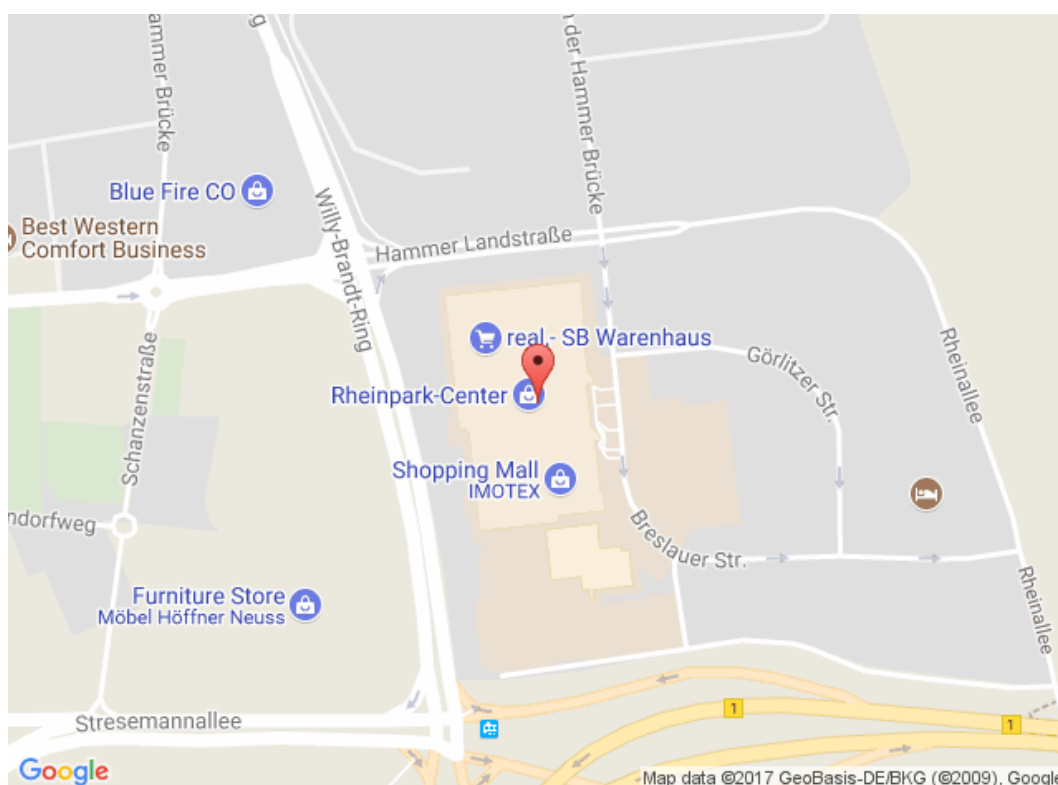 ammer Brücke
n der Hammer Brücke
Blue Fire CO
Willy-Brandt-Ring
Best Western
Comfort Business
Hammer Landstraße
real,- SB Warenhaus
Rheinpark-Center
Görlitzer Str.
Rheinallee
Schanzenstraße
Shopping Mall
IMOTEX
ndorfweg
Breslauer Str.
Furniture Store
Möbel Höffner Neuss
Rheinallee
Stresemannallee
1
1
Google
Map data ©2017 GeoBasis-DE/BKG (©2009), Google